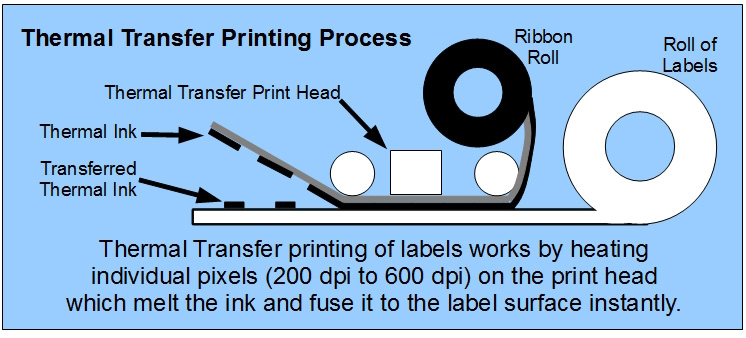 Thermal Transfer Printing Process
Ribbon
Roll
Roll of
Labels
Thermal Transfer Print Head
Thermal Ink
Transferred
Thermal Ink
Thermal Transfer printing of labels works by heating
individual pixels (200 dpi to 600 dpi) on the print head
which melt the ink and fuse it to the label surface instantly.